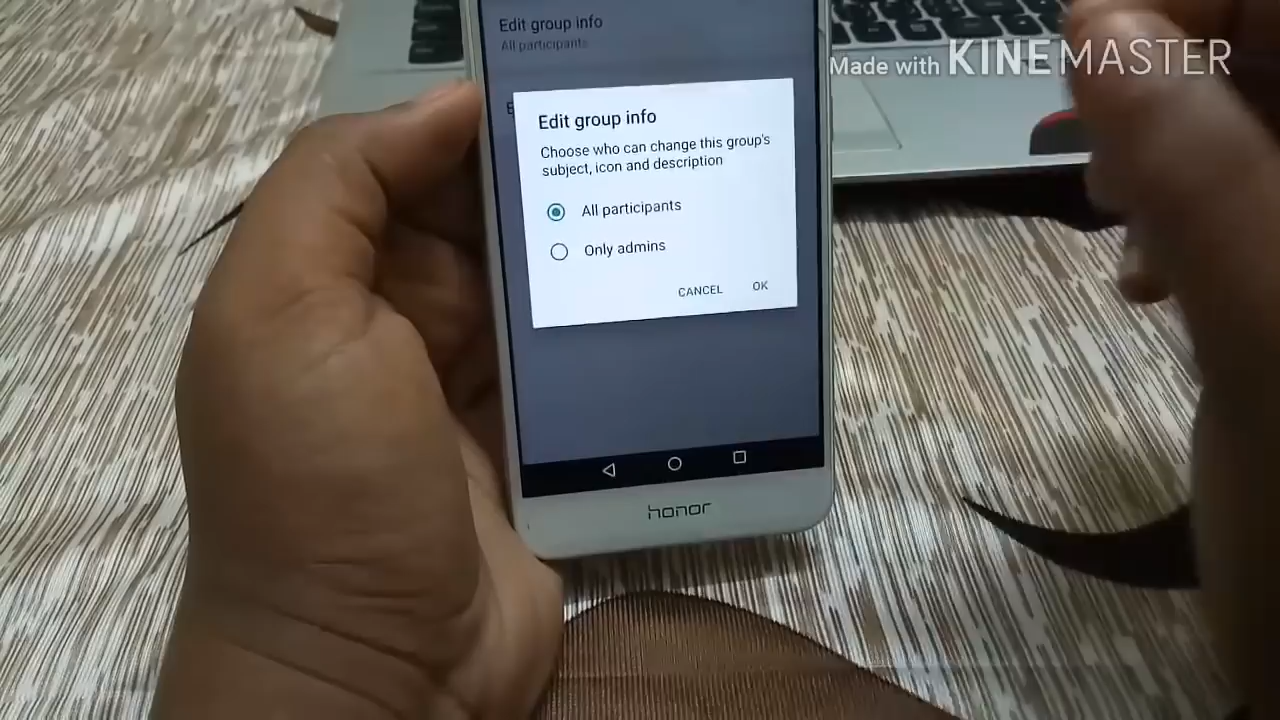 Edit group info
All participants
Made with KINEMASTER
E
Edit group info
Choose who can change this group's
subject, icon and description
All participants
Only admins
CANCEL OK
honor